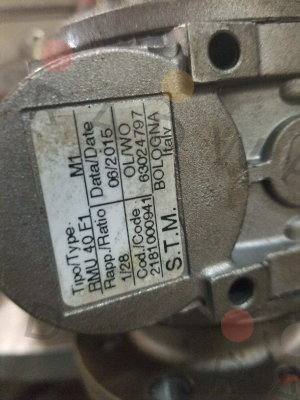 Tipo/Type M1
RMU 40 F1
Rapp./Ratio Data/Date
1/28 06/2015
OL/WO
Cod./Code 63024797
2181000941
S.T.M. BOLOGNA
Italy